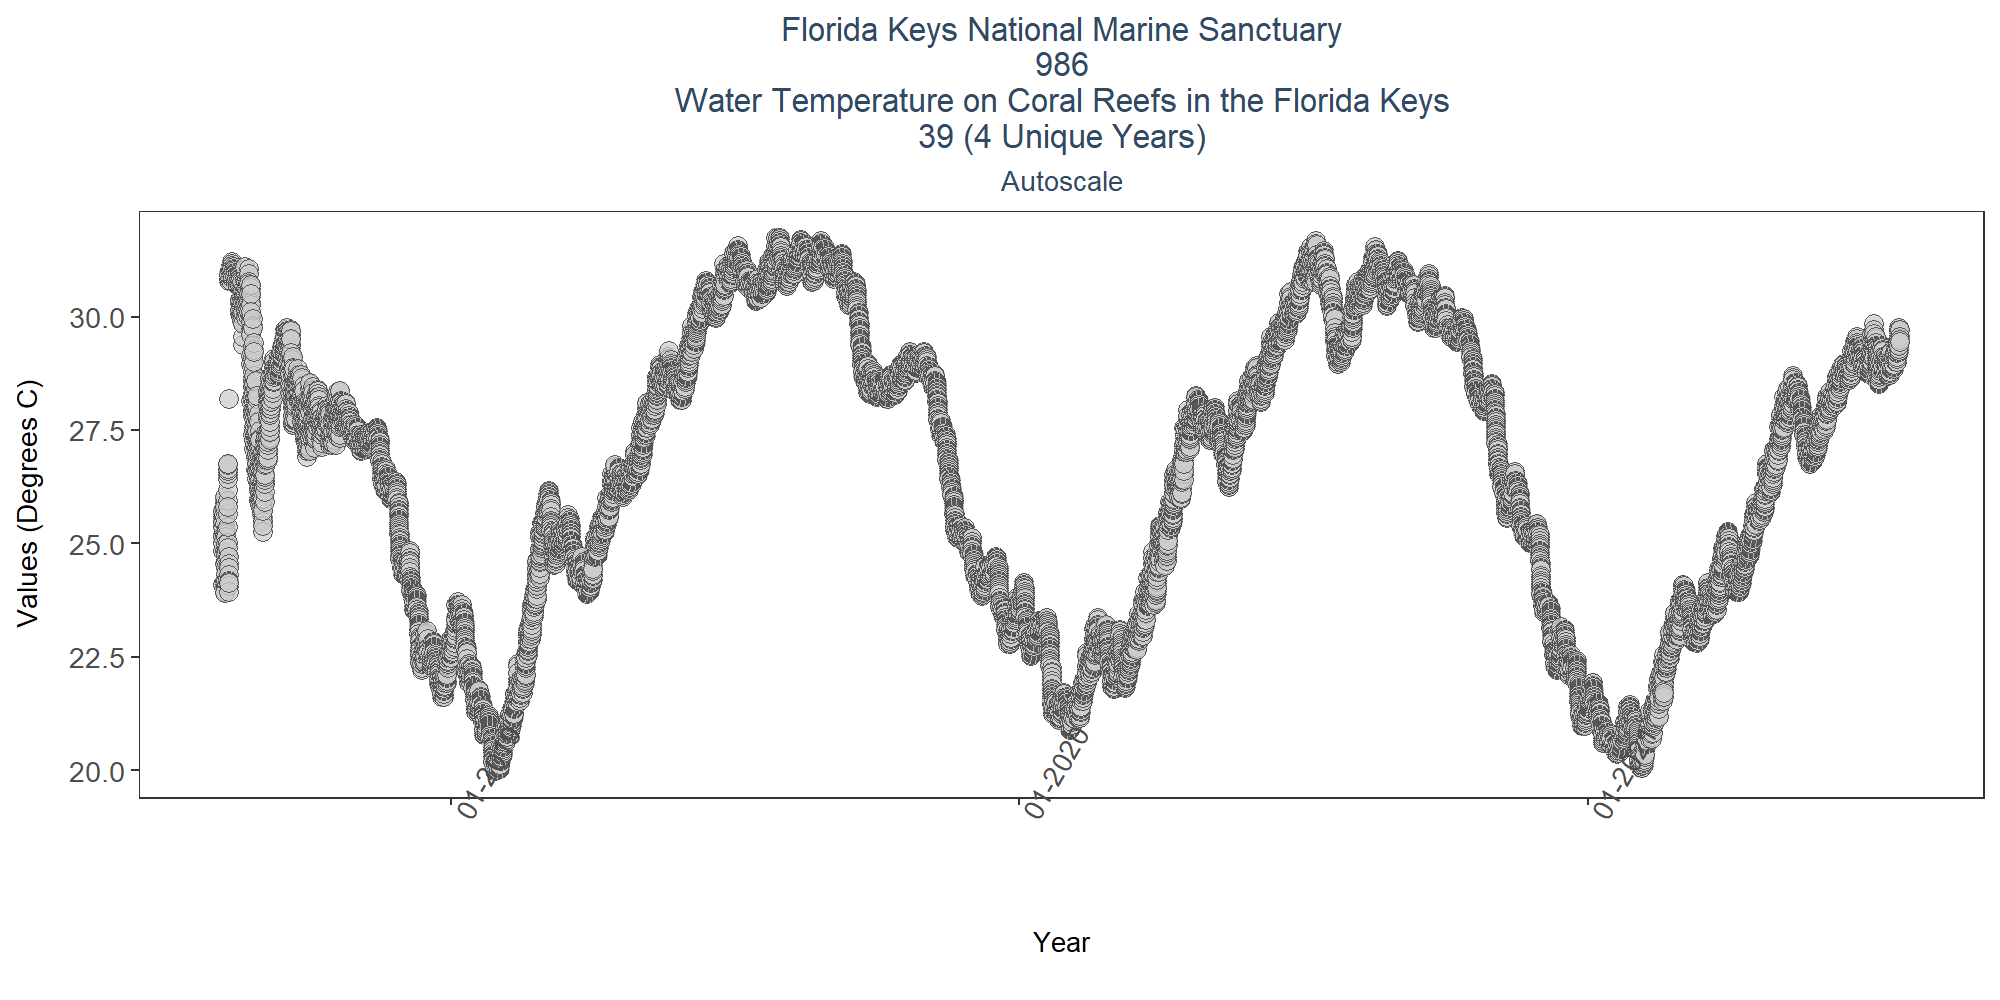 Florida Keys National Marine Sanctuary
986
Water Temperature on Coral Reefs in the Florida Keys
39 (4 Unique Years)
Autoscale
Values (Degrees C)
30.0
27.5
25.0
22.5
20.0
01-2020
Year